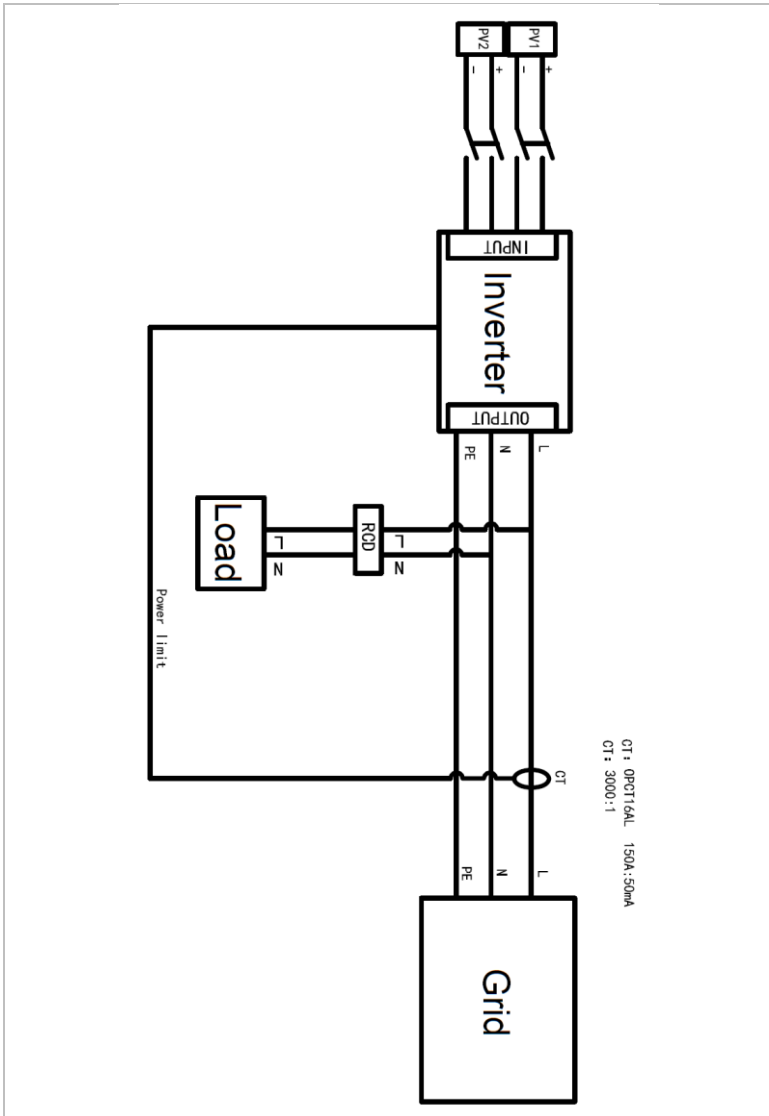 PV2
PV1
- + - +
INPUT
Inverter
OUTPUT
PE
N
L
Load
L
N
RCD
L
N
Power limit
CT
CT: OPCT16AL 150A:50mA
CT: 3000:1
PE
N
L
Grid